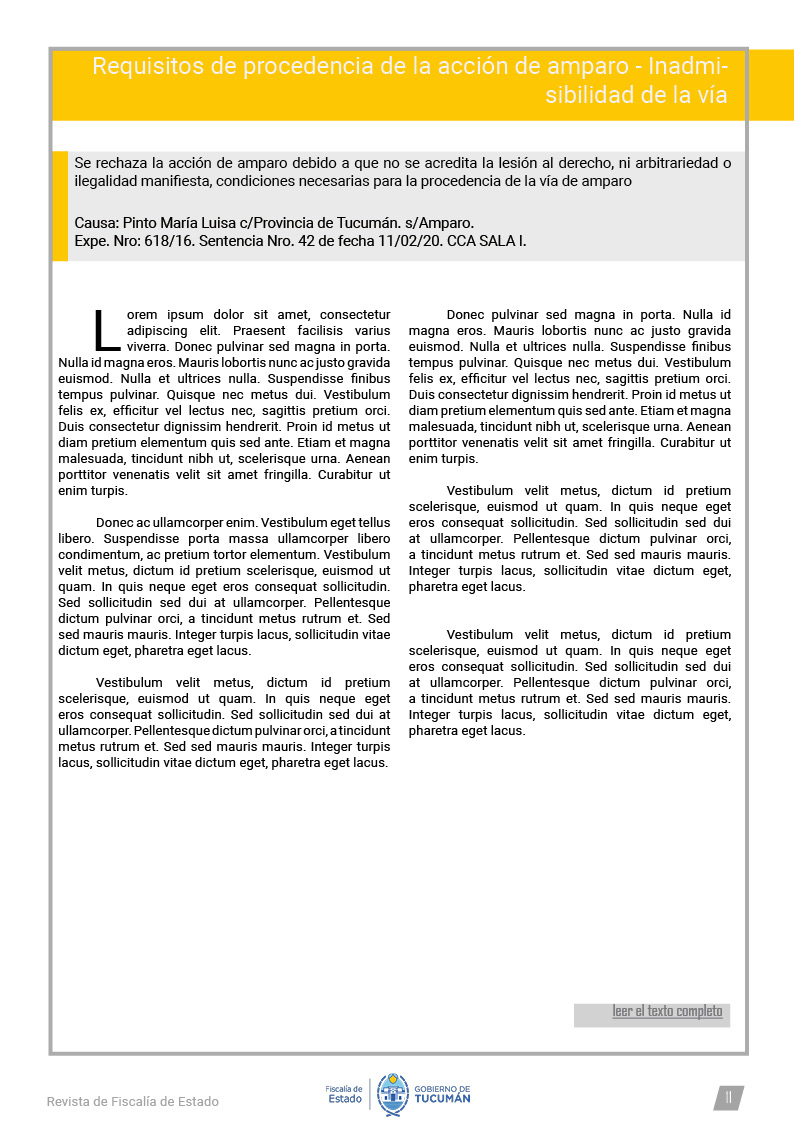 Requisitos de procedencia de la acción de amparo - Inadmi-
sibilidad de la vía
Se rechaza la acción de amparo debido a que no se acredita la lesión al derecho, ni arbitrariedad o
ilegalidad manifiesta, condiciones necesarias para la procedencia de la vía de amparo
Causa: Pinto María Luisa c/Provincia de Tucumán. s/Amparo.
Expe. Nro: 618/16. Sentencia Nro. 42 de fecha 11/02/20. CCA SALA I.
Lorem ipsum dolor sit amet, consectetur
adipiscing elit. Praesent facilisis varius
viverra. Donec pulvinar sed magna in porta.
Nulla id magna eros. Mauris lobortis nunc ac justo gravida
euismod. Nulla et ultrices nulla. Suspendisse finibus
tempus pulvinar. Quisque nec metus dui. Vestibulum
felis ex, efficitur vel lectus nec, sagittis pretium orci.
Duis consectetur dignissim hendrerit. Proin id metus ut
diam pretium elementum quis sed ante. Etiam et magna
malesuada, tincidunt nibh ut, scelerisque urna. Aenean
porttitor venenatis velit sit amet fringilla. Curabitur ut
enim turpis.
Donec ac ullamcorper enim. Vestibulum eget tellus
libero. Suspendisse porta massa ullamcorper libero
condimentum, ac pretium tortor elementum. Vestibulum
velit metus, dictum id pretium scelerisque, euismod ut
quam. In quis neque eget eros consequat sollicitudin.
Sed sollicitudin sed dui at ullamcorper. Pellentesque
dictum pulvinar orci, a tincidunt metus rutrum et. Sed
sed mauris mauris. Integer turpis lacus, sollicitudin vitae
dictum eget, pharetra eget lacus.
Vestibulum velit metus, dictum id pretium
scelerisque, euismod ut quam. In quis neque eget
eros consequat sollicitudin. Sed sollicitudin sed dui at
ullamcorper. Pellentesque dictum pulvinar orci, a tincidunt
metus rutrum et. Sed sed mauris mauris. Integer turpis
lacus, sollicitudin vitae dictum eget, pharetra eget lacus.
Donec pulvinar sed magna in porta. Nulla id
magna eros. Mauris lobortis nunc ac justo gravida
euismod. Nulla et ultrices nulla. Suspendisse finibus
tempus pulvinar. Quisque nec metus dui. Vestibulum
felis ex, efficitur vel lectus nec, sagittis pretium orci.
Duis consectetur dignissim hendrerit. Proin id metus ut
diam pretium elementum quis sed ante. Etiam et magna
malesuada, tincidunt nibh ut, scelerisque urna. Aenean
porttitor venenatis velit sit amet fringilla. Curabitur ut
enim turpis.
Vestibulum velit metus, dictum id pretium
scelerisque, euismod ut quam. In quis neque eget
eros consequat sollicitudin. Sed sollicitudin sed dui
at ullamcorper. Pellentesque dictum pulvinar orci,
a tincidunt metus rutrum et. Sed sed mauris mauris.
Integer turpis lacus, sollicitudin vitae dictum eget,
pharetra eget lacus.
Vestibulum velit metus, dictum id pretium
scelerisque, euismod ut quam. In quis neque eget
eros consequat sollicitudin. Sed sollicitudin sed dui
at ullamcorper. Pellentesque dictum pulvinar orci,
a tincidunt metus rutrum et. Sed sed mauris mauris.
Integer turpis lacus, sollicitudin vitae dictum eget,
pharetra eget lacus.
leer el texto completo
Revista de Fiscalía de Estado
Fiscalía de
Estado
GOBIERNO DE
TUCUMÁN
11